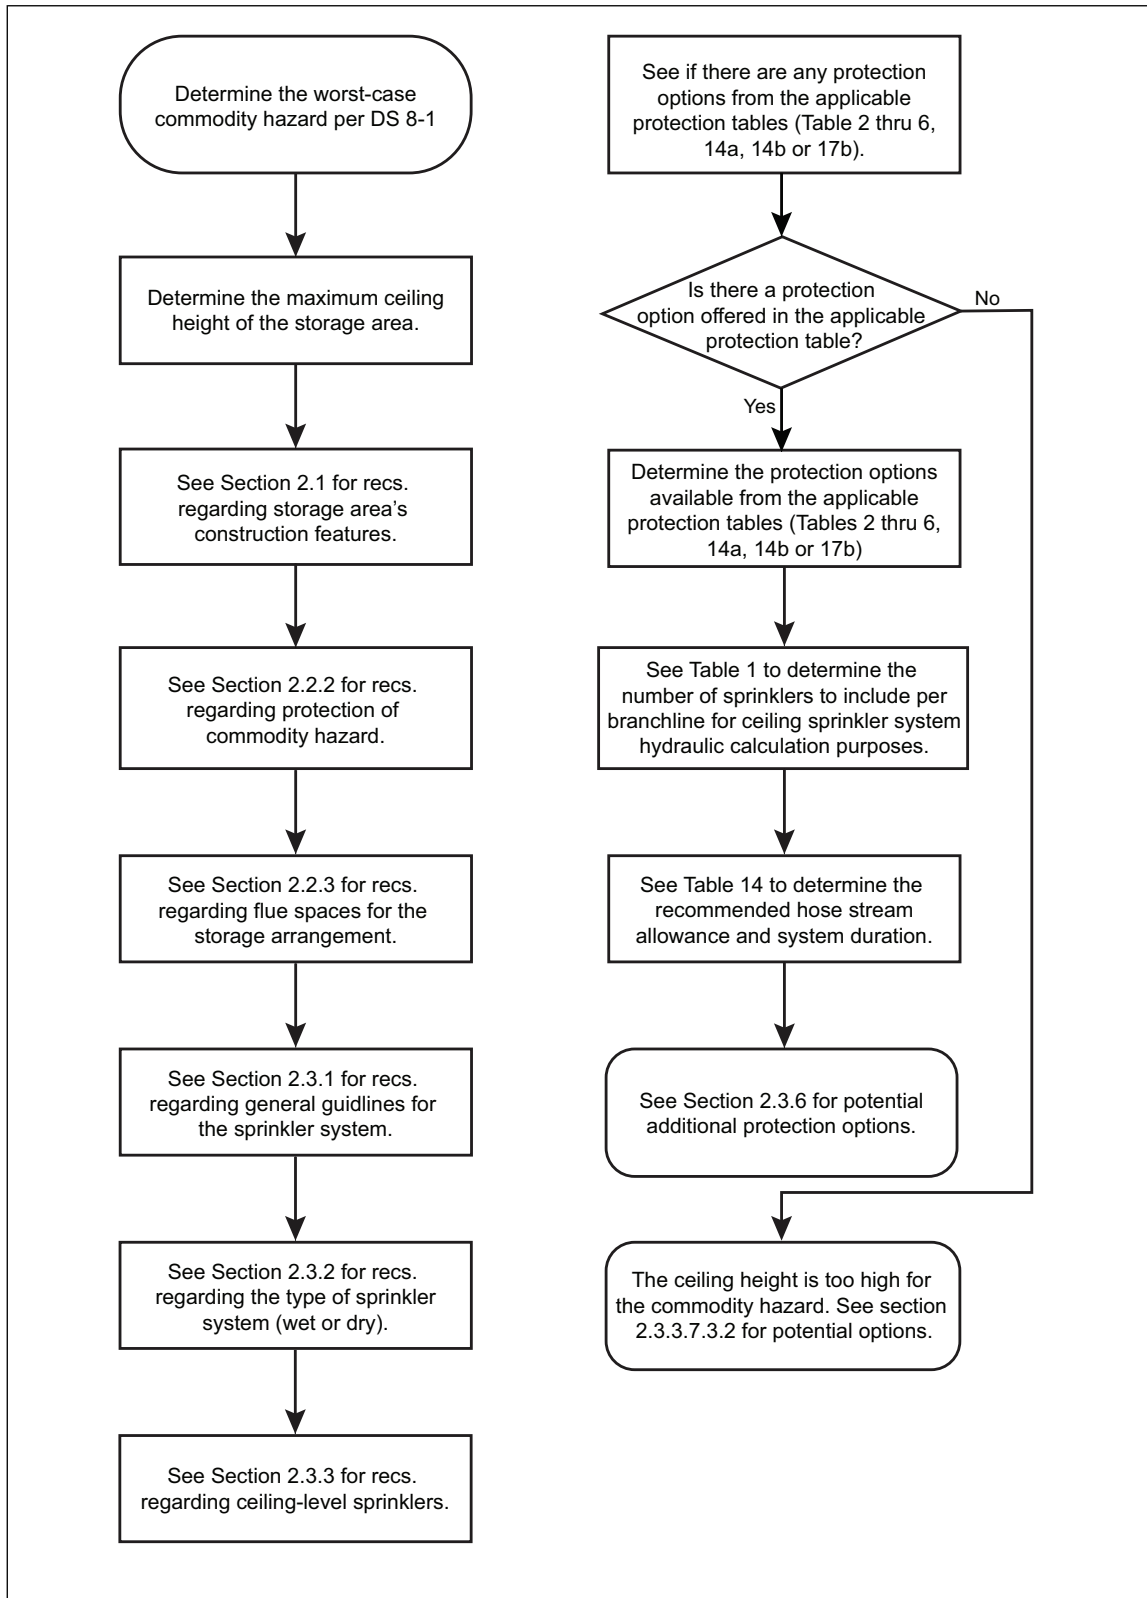 Determine the worst-case
commodity hazard per DS 8-1
Determine the maximum ceiling
height of the storage area.
See Section 2.1 for recs.
regarding storage area’s
construction features.
See Section 2.2.2 for recs.
regarding protection of
commodity hazard.
See Section 2.2.3 for recs.
regarding flue spaces for the
storage arrangement.
See Section 2.3.1 for recs.
regarding general guidlines for
the sprinkler system.
See Section 2.3.2 for recs.
regarding the type of sprinkler
system (wet or dry).
See Section 2.3.3 for recs.
regarding ceiling-level sprinklers.
See if there are any protection
options from the applicable
protection tables (Table 2 thru 6,
14a, 14b or 17b).
Is there a protection
option offered in the applicable
protection table?
No
Yes
Determine the protection options
available from the applicable
protection tables (Tables 2 thru 6,
14a, 14b or 17b)
See Table 1 to determine the
number of sprinklers to include per
branchline for ceiling sprinkler system
hydraulic calculation purposes.
See Table 14 to determine the
recommended hose stream
allowance and system duration.
See Section 2.3.6 for potential
additional protection options.
The ceiling height is too high for
the commodity hazard. See section
2.3.3.7.3.2 for potential options.